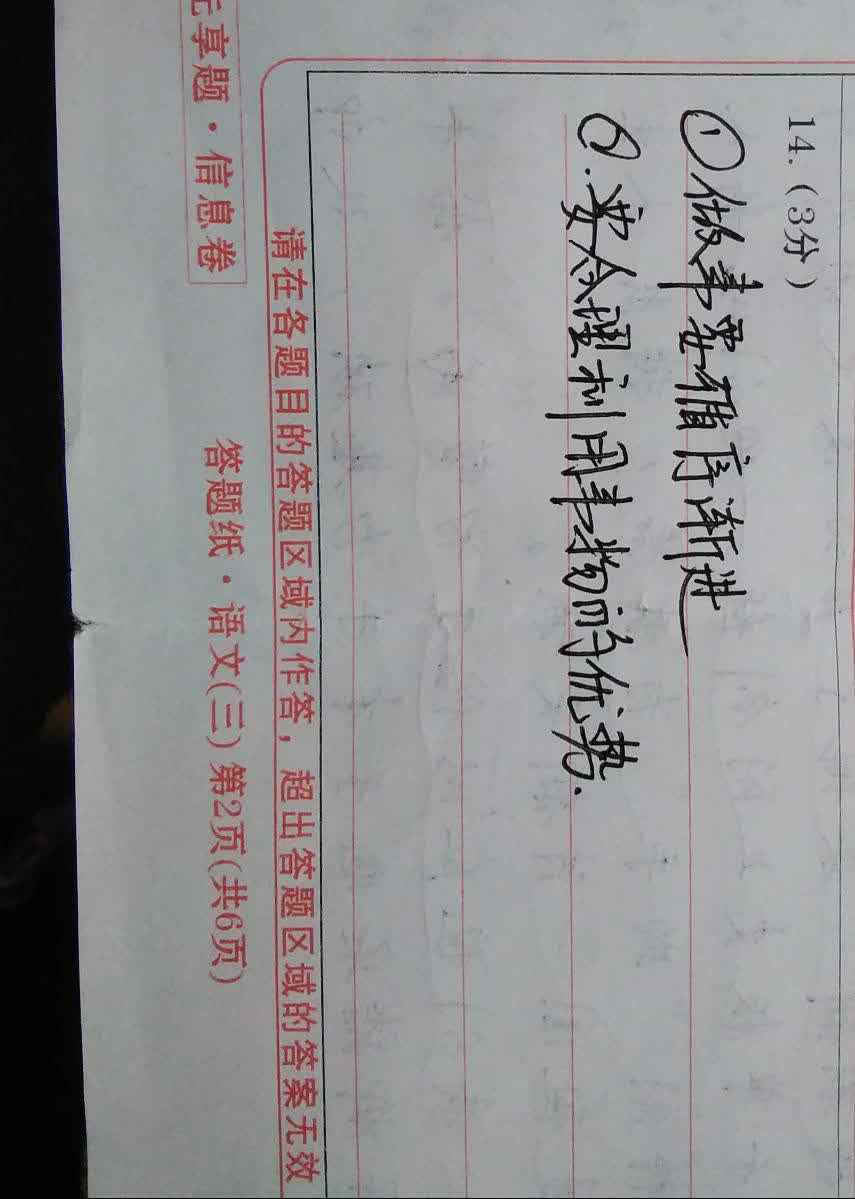 14.（3分）
①做事要循序渐进
②.要合理利用事物的优势.
请在各题目的答题区域内作答，超出答题区域的答案无效
答题纸·语文(三) 第2页(共6页)
元享题·信息卷